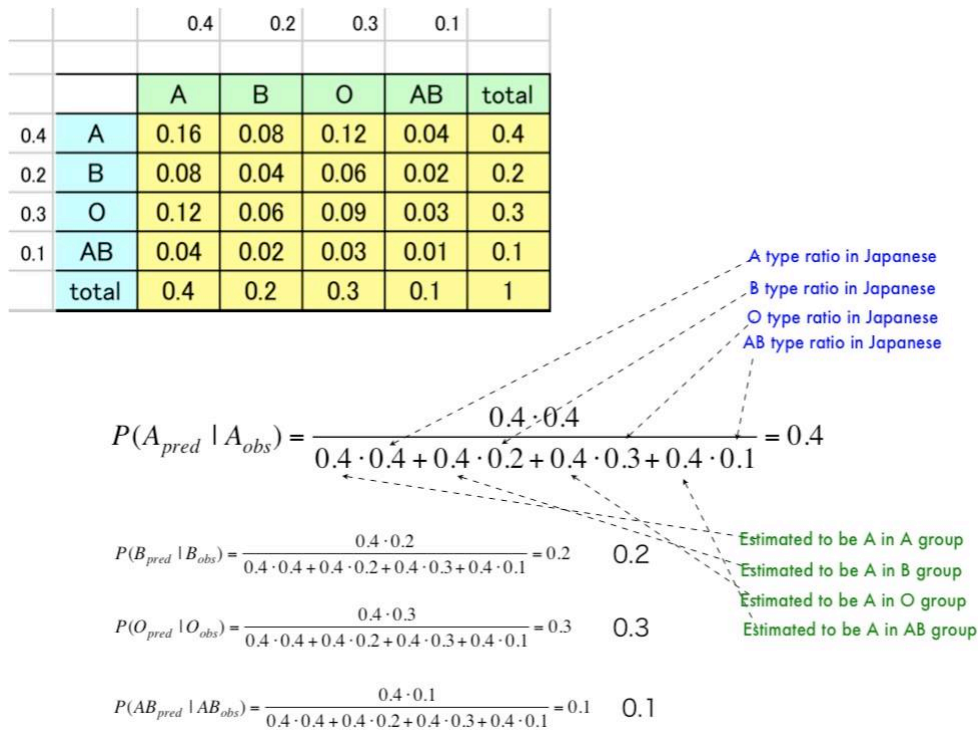 0.4 0.2 0.3 0.1
A B O AB total
0.4 A 0.16 0.08 0.12 0.04 0.4
0.2 B 0.08 0.04 0.06 0.02 0.2
0.3 O 0.12 0.06 0.09 0.03 0.3
0.1 AB 0.04 0.02 0.03 0.01 0.1
total 0.4 0.2 0.3 0.1 1
A type ratio in Japanese
B type ratio in Japanese
O type ratio in Japanese
AB type ratio in Japanese
P(A_pred | A_obs) = (0.4 · 0.4) / (0.4 · 0.4 + 0.4 · 0.2 + 0.4 · 0.3 + 0.4 · 0.1) = 0.4
Estimated to be A in A group
Estimated to be A in B group
Estimated to be A in O group
Estimated to be A in AB group
P(B_pred | B_obs) = (0.4 · 0.2) / (0.4 · 0.4 + 0.4 · 0.2 + 0.4 · 0.3 + 0.4 · 0.1) = 0.2 0.2
P(O_pred | O_obs) = (0.4 · 0.3) / (0.4 · 0.4 + 0.4 · 0.2 + 0.4 · 0.3 + 0.4 · 0.1) = 0.3 0.3
P(AB_pred | AB_obs) = (0.4 · 0.1) / (0.4 · 0.4 + 0.4 · 0.2 + 0.4 · 0.3 + 0.4 · 0.1) = 0.1 0.1